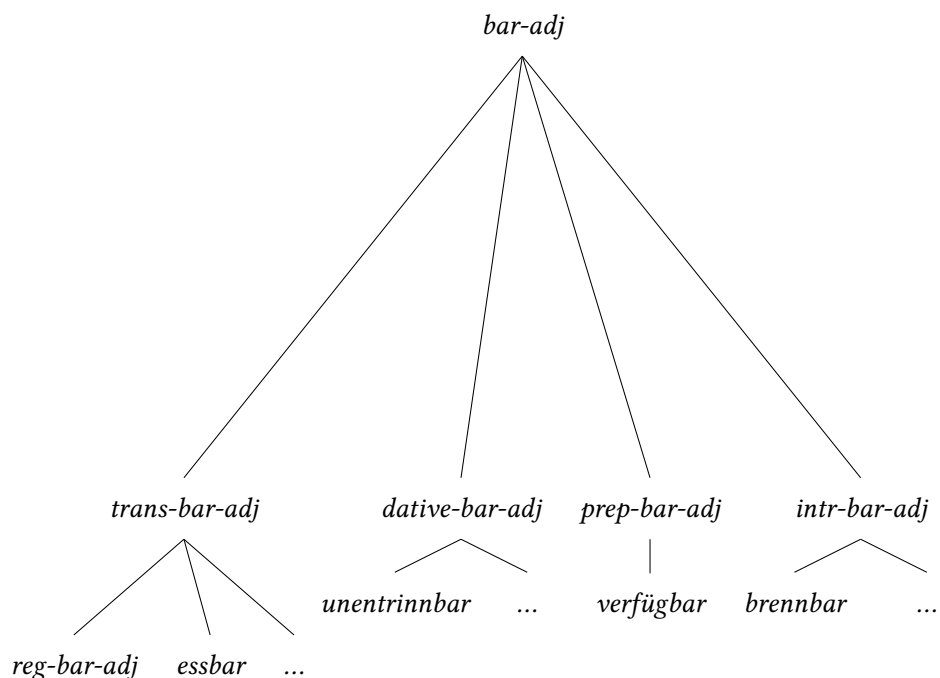 bar-adj
trans-bar-adj dative-bar-adj prep-bar-adj intr-bar-adj
unentrinnbar … verfügbar brennbar …
reg-bar-adj essbar …